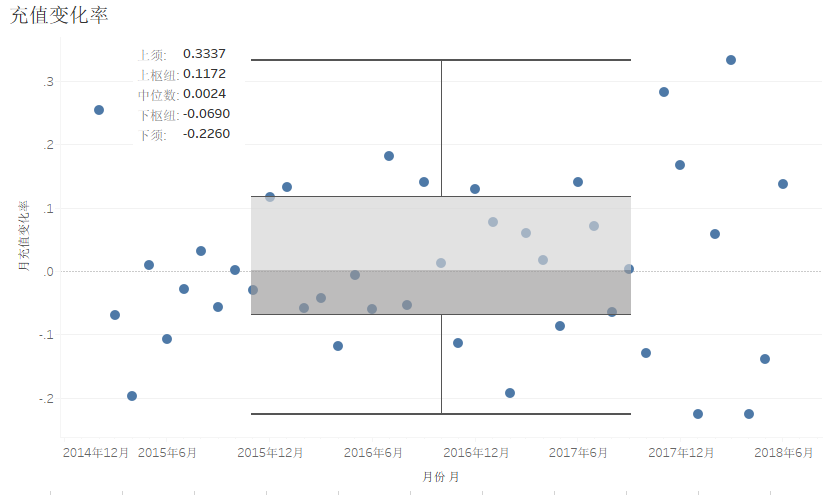 充值变化率
上须: 0.3337
上枢纽: 0.1172
中位数: 0.0024
下枢纽: -0.0690
下须: -0.2260
.3
.2
.1
.0
-.1
-.2
月充值变化率
2014年12月 2015年6月 2015年12月 2016年6月 2016年12月 2017年6月 2017年12月 2018年6月
月份 月